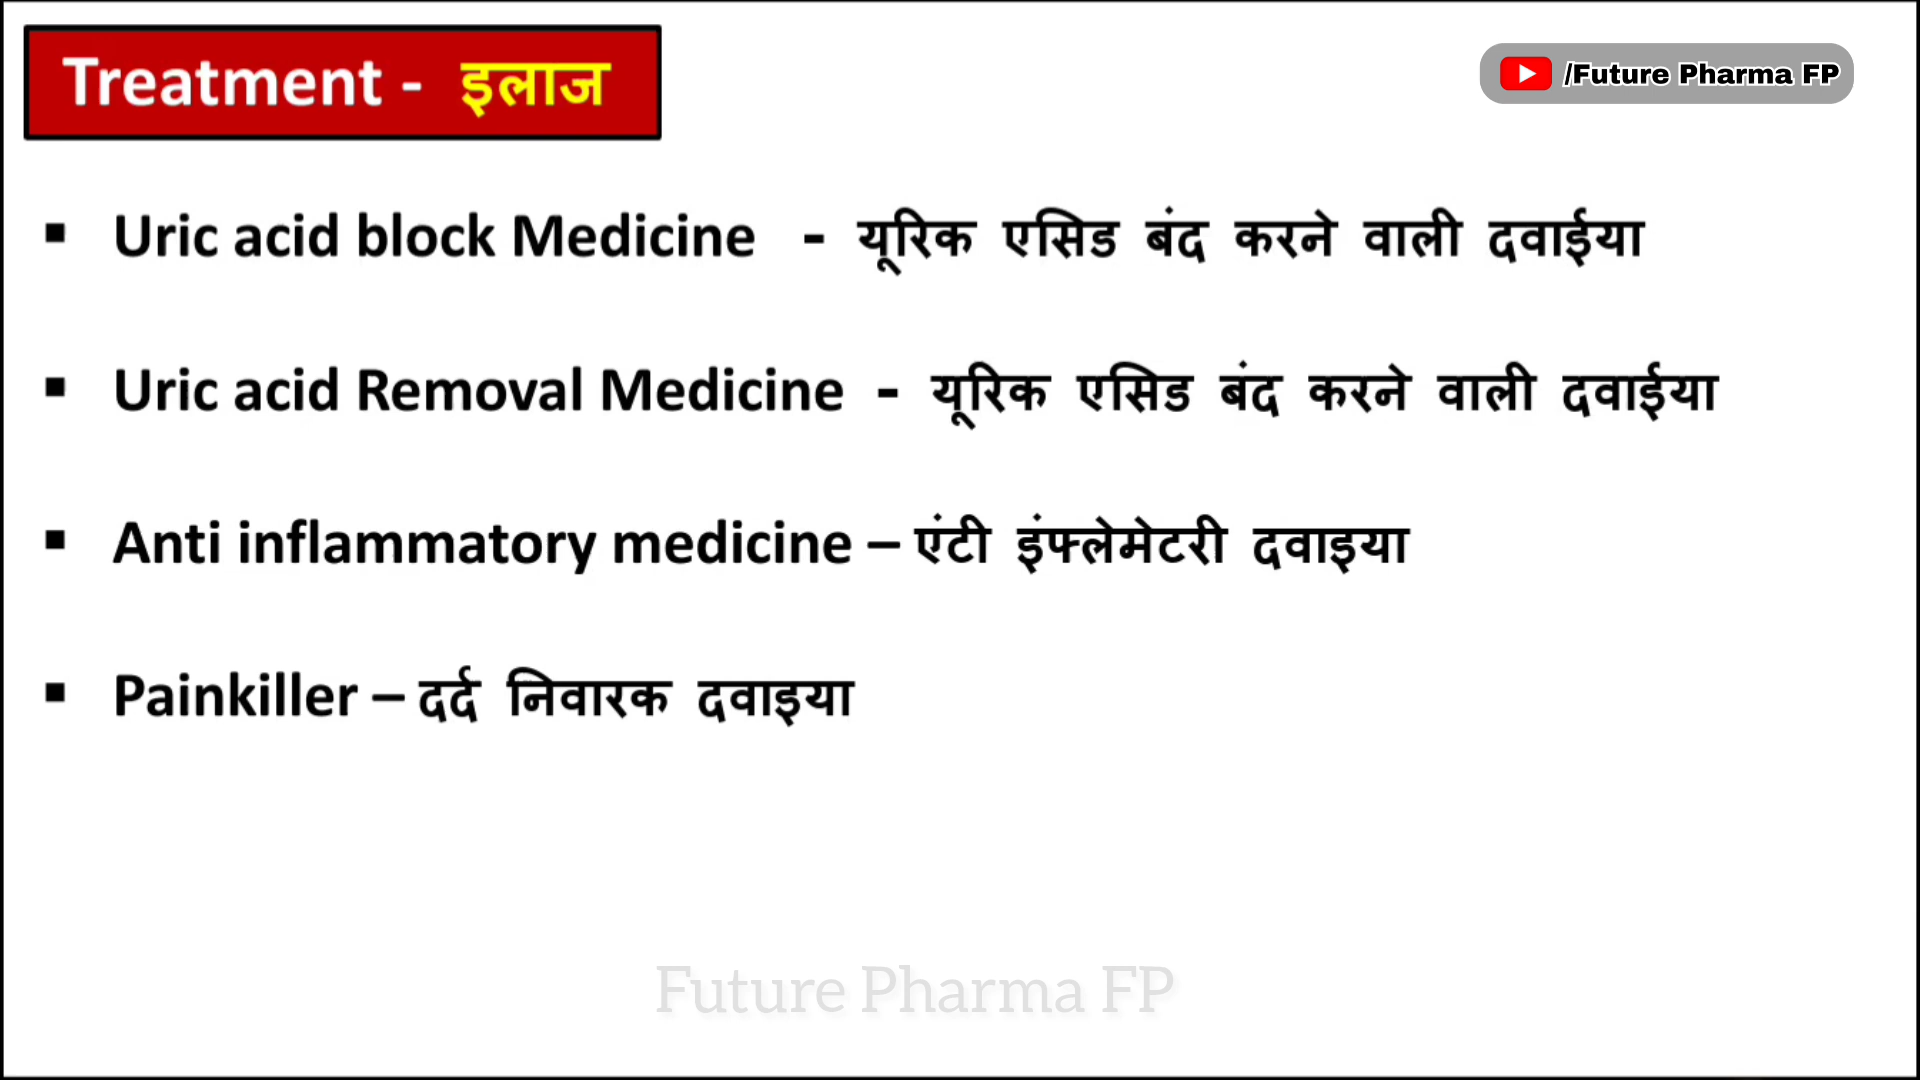 Treatment - इलाज
/Future Pharma FP
▪ Uric acid block Medicine - यूरिक एसिड बंद करने वाली दवाईया
▪ Uric acid Removal Medicine - यूरिक एसिड बंद करने वाली दवाईया
▪ Anti inflammatory medicine – एंटी इंफ्लेमेटरी दवाइया
▪ Painkiller – दर्द निवारक दवाइया
Future Pharma FP